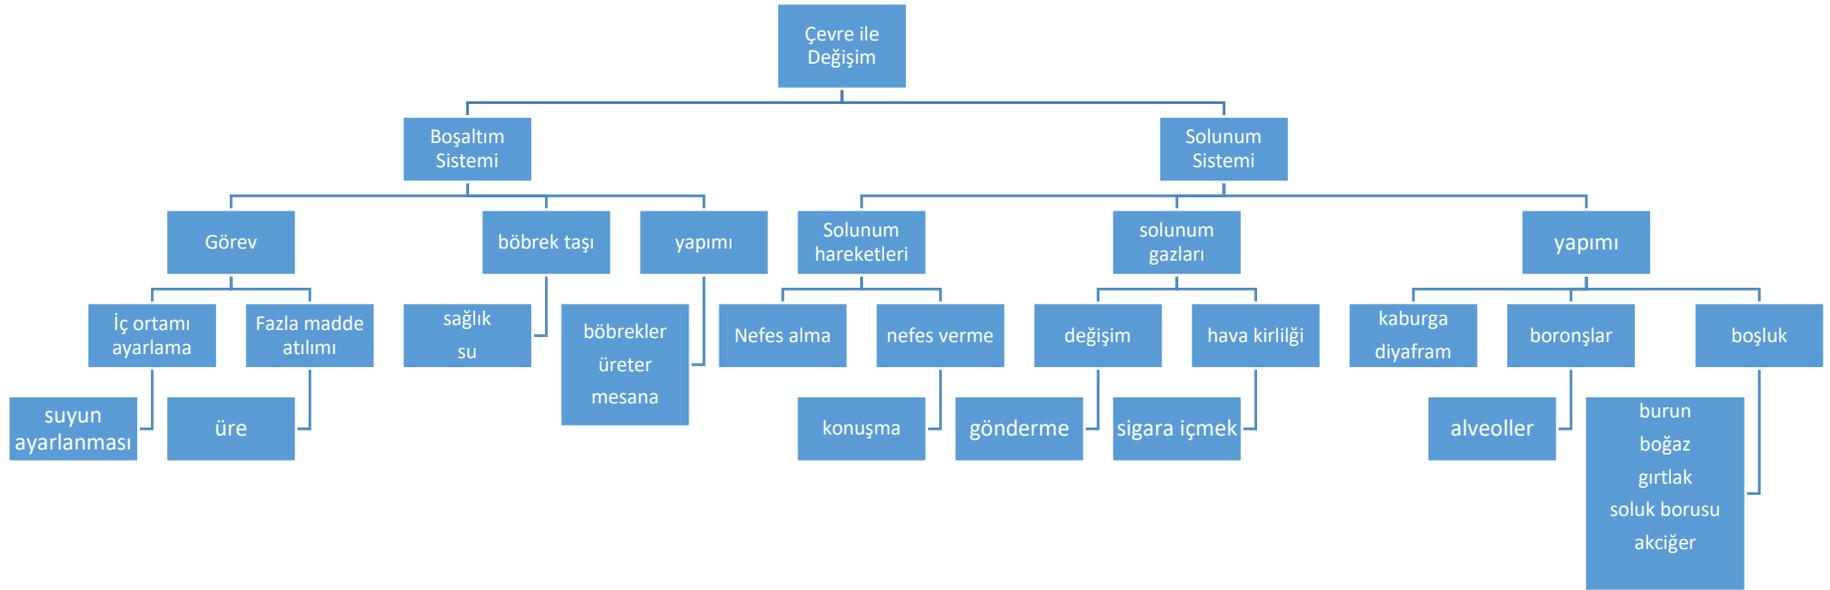 Çevre ile
Değişim
Boşaltım
Sistemi
Solunum
Sistemi
Görev
böbrek taşı
yapımı
Solunum
hareketleri
solunum
gazları
yapımı
İç ortamı
ayarlama
Fazla madde
atılımı
sağlık
su
böbrekler
üreter
mesana
Nefes alma
nefes verme
değişim
hava kirlilği
kaburga
diyafram
boronşlar
boşluk
suyun
ayarlanması
üre
konuşma
gönderme
sigara içmek
alveoller
burun
boğaz
gırtlak
soluk borusu
akciğer